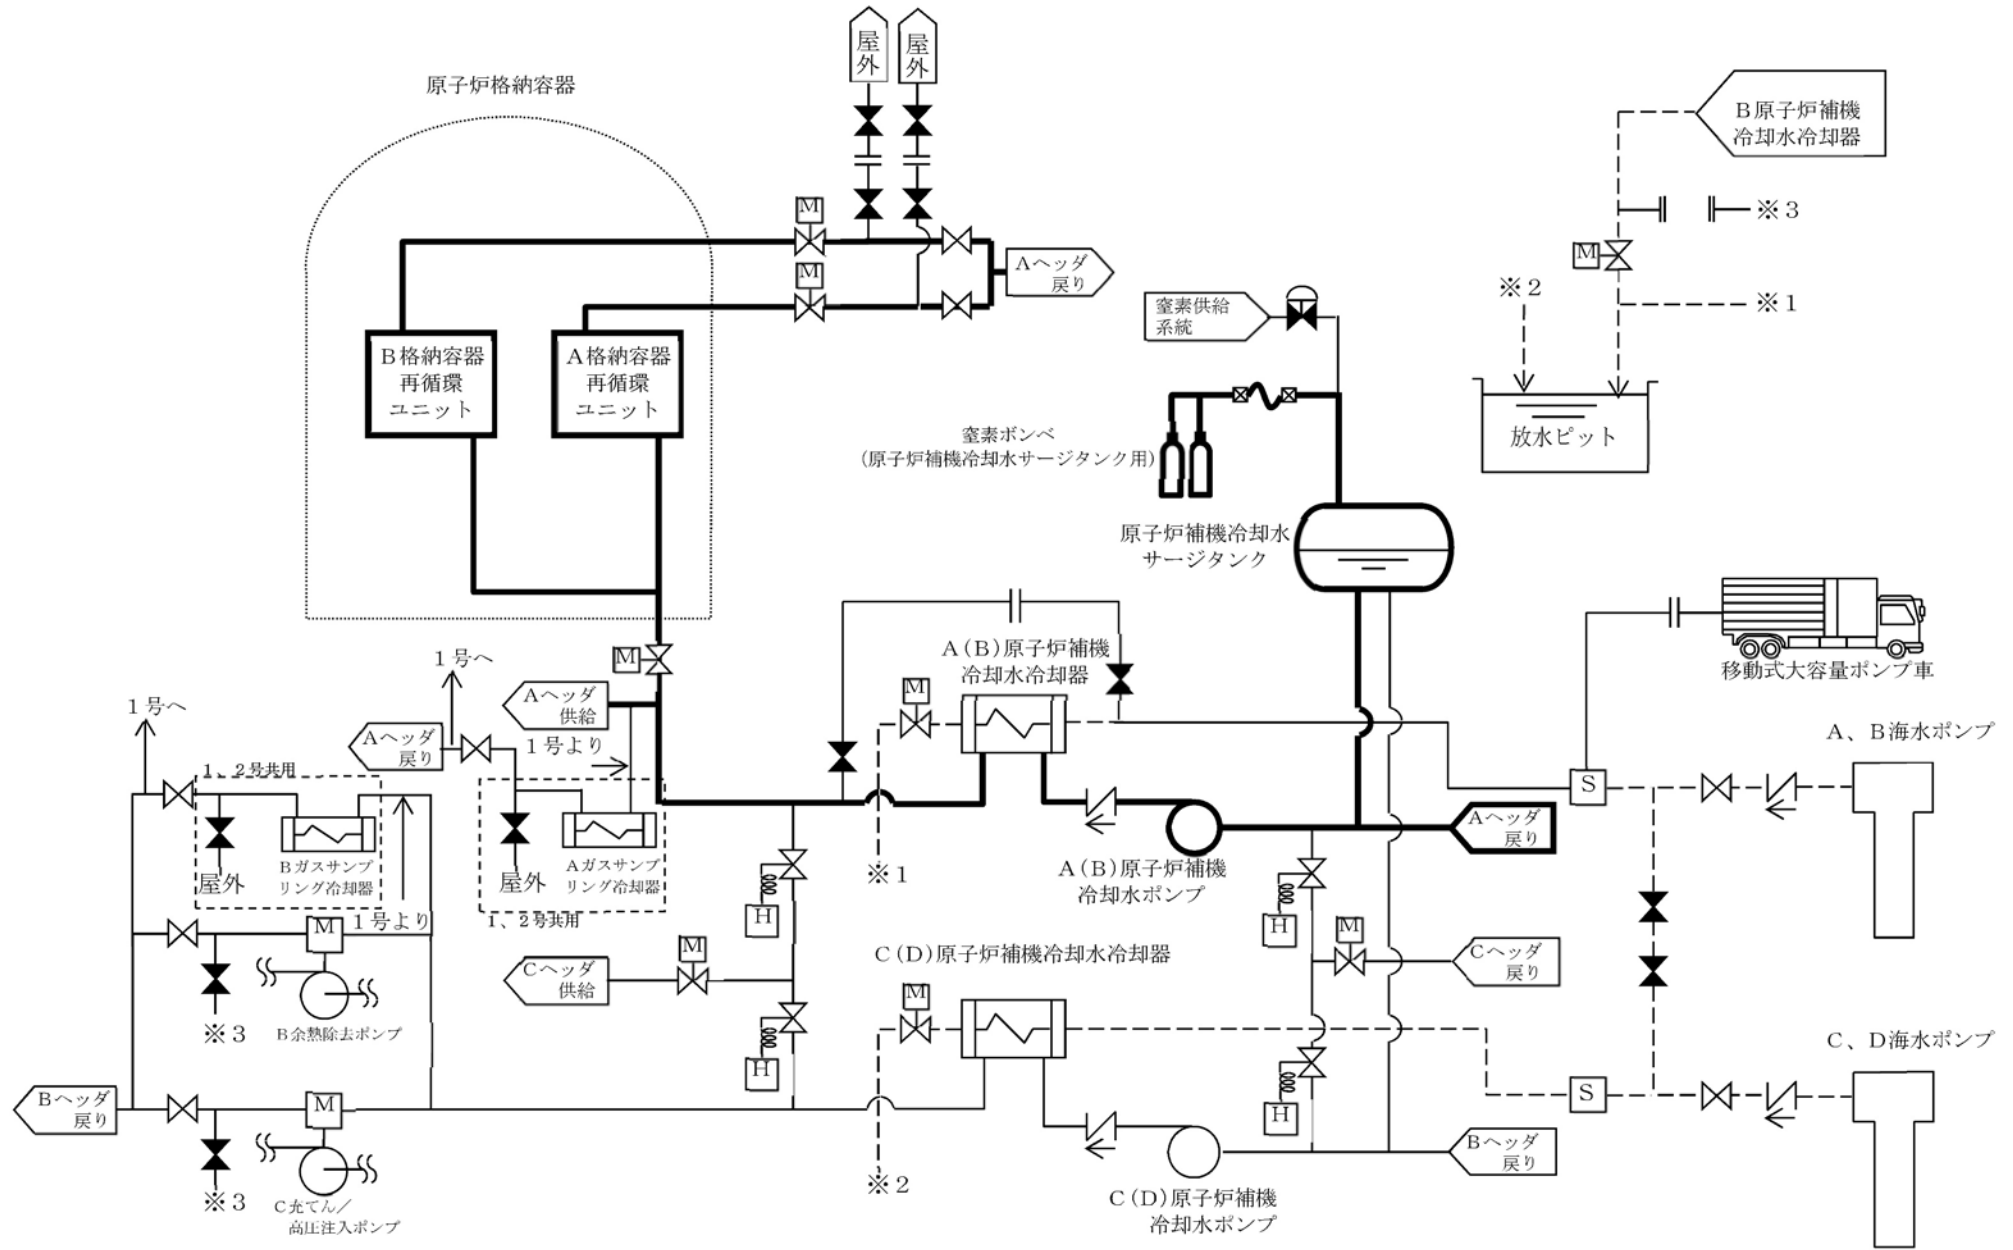 屋
外
屋
外
原子炉格納容器
B原子炉補機
冷却水冷却器
※3
M
M
M
Aヘッダ
戻り
※2
※1
窒素供給
系統
B格納容器
再循環
ユニット
A格納容器
再循環
ユニット
放水ピット
窒素ボンベ
(原子炉補機冷却水サージタンク用)
原子炉補機冷却水
サージタンク
移動式大容量ポンプ車
A(B)原子炉補機
冷却水冷却器
M
M
1号へ
Aヘッダ
供給
1号へ
Aヘッダ
戻り
1号より
A、B海水ポンプ
1、2号共用
S
Aヘッダ
戻り
Bガスサンプ
リング冷却器
屋外
Aガスサンプ
リング冷却器
屋外
※1
A(B)原子炉補機
冷却水ポンプ
1号より
1、2号共用
H
H
M
M
M
C(D)原子炉補機冷却水冷却器
Cヘッダ
供給
Cヘッダ
戻り
M
※3
B余熱除去ポンプ
C、D海水ポンプ
H
H
S
Bヘッダ
戻り
M
Bヘッダ
戻り
※3
C充てん/
高圧注入ポンプ
※2
C(D)原子炉補機
冷却水ポンプ